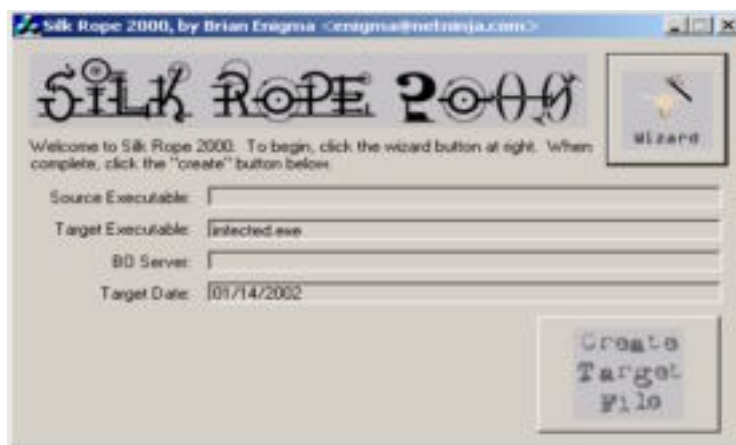 Silk Rope 2000, by Brian Enigma <enigma@netninja.com>
SILK ROPE 2000
Wizard
Welcome to Silk Rope 2000. To begin, click the wizard button at right. When
complete, click the "create" button below.
Source Executable:
Target Executable: infected.exe
BO Server:
Target Date: 01/14/2002
Create
Target
File